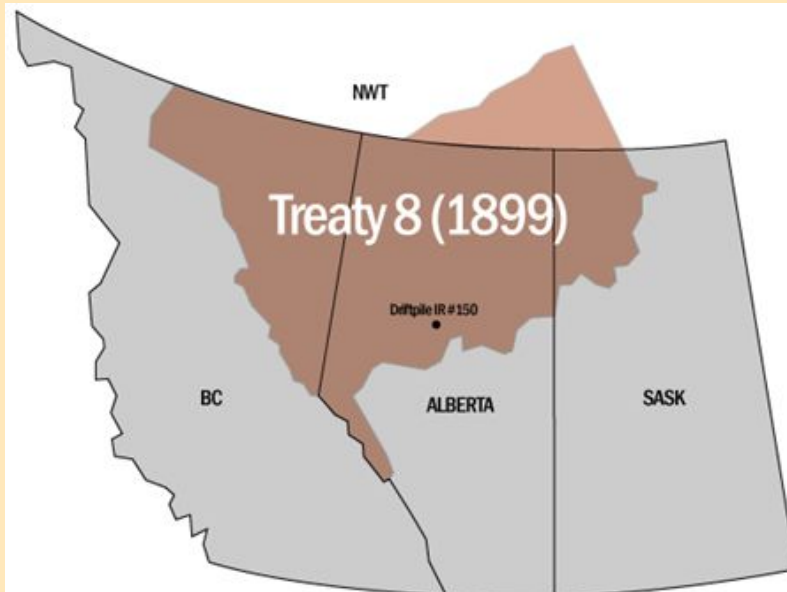 NWT
Treaty 8 (1899)
Driftpile IR #150
BC
ALBERTA
SASK